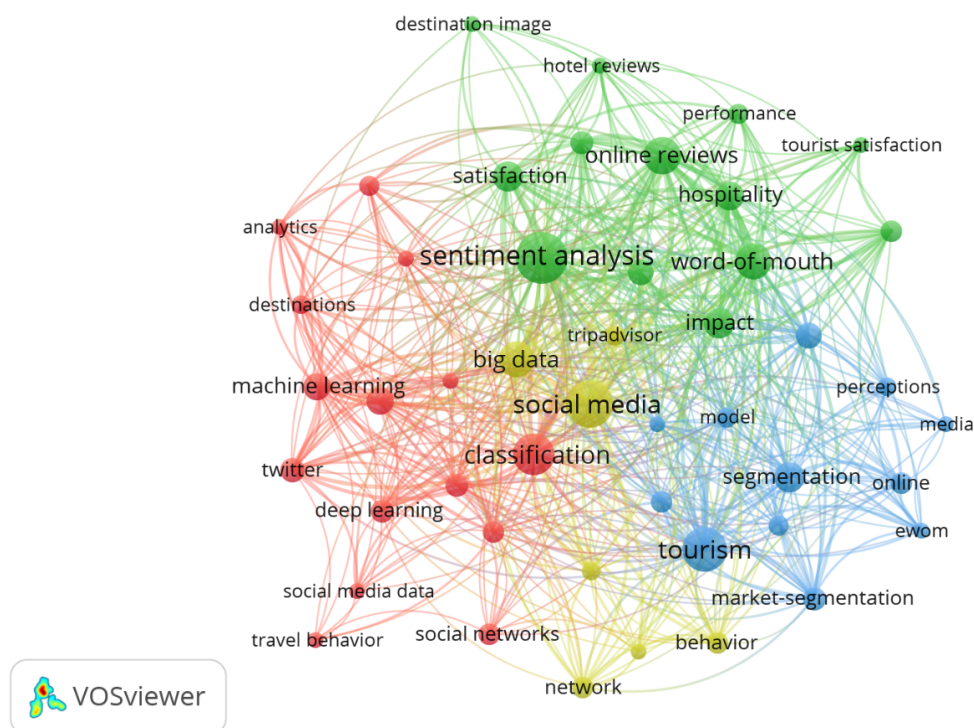 destination image
hotel reviews
performance
tourist satisfaction
online reviews
satisfaction
hospitality
analytics
sentiment analysis
word-of-mouth
destinations
impact
tripadvisor
big data
machine learning
perceptions
social media
model
media
classification
twitter
segmentation
online
deep learning
ewom
tourism
social media data
market-segmentation
social networks
travel behavior
behavior
network
VOSviewer